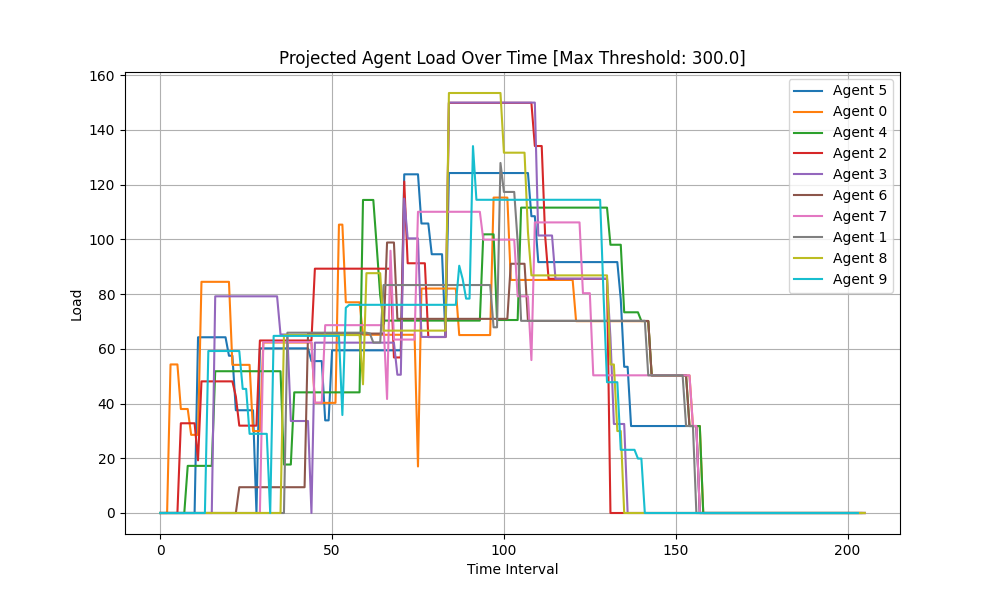 Projected Agent Load Over Time [Max Threshold: 300.0]
160
140
120
100
80
60
40
20
0
Load
0
50
100
150
200
Time Interval
Agent 5
Agent 0
Agent 4
Agent 2
Agent 3
Agent 6
Agent 7
Agent 1
Agent 8
Agent 9